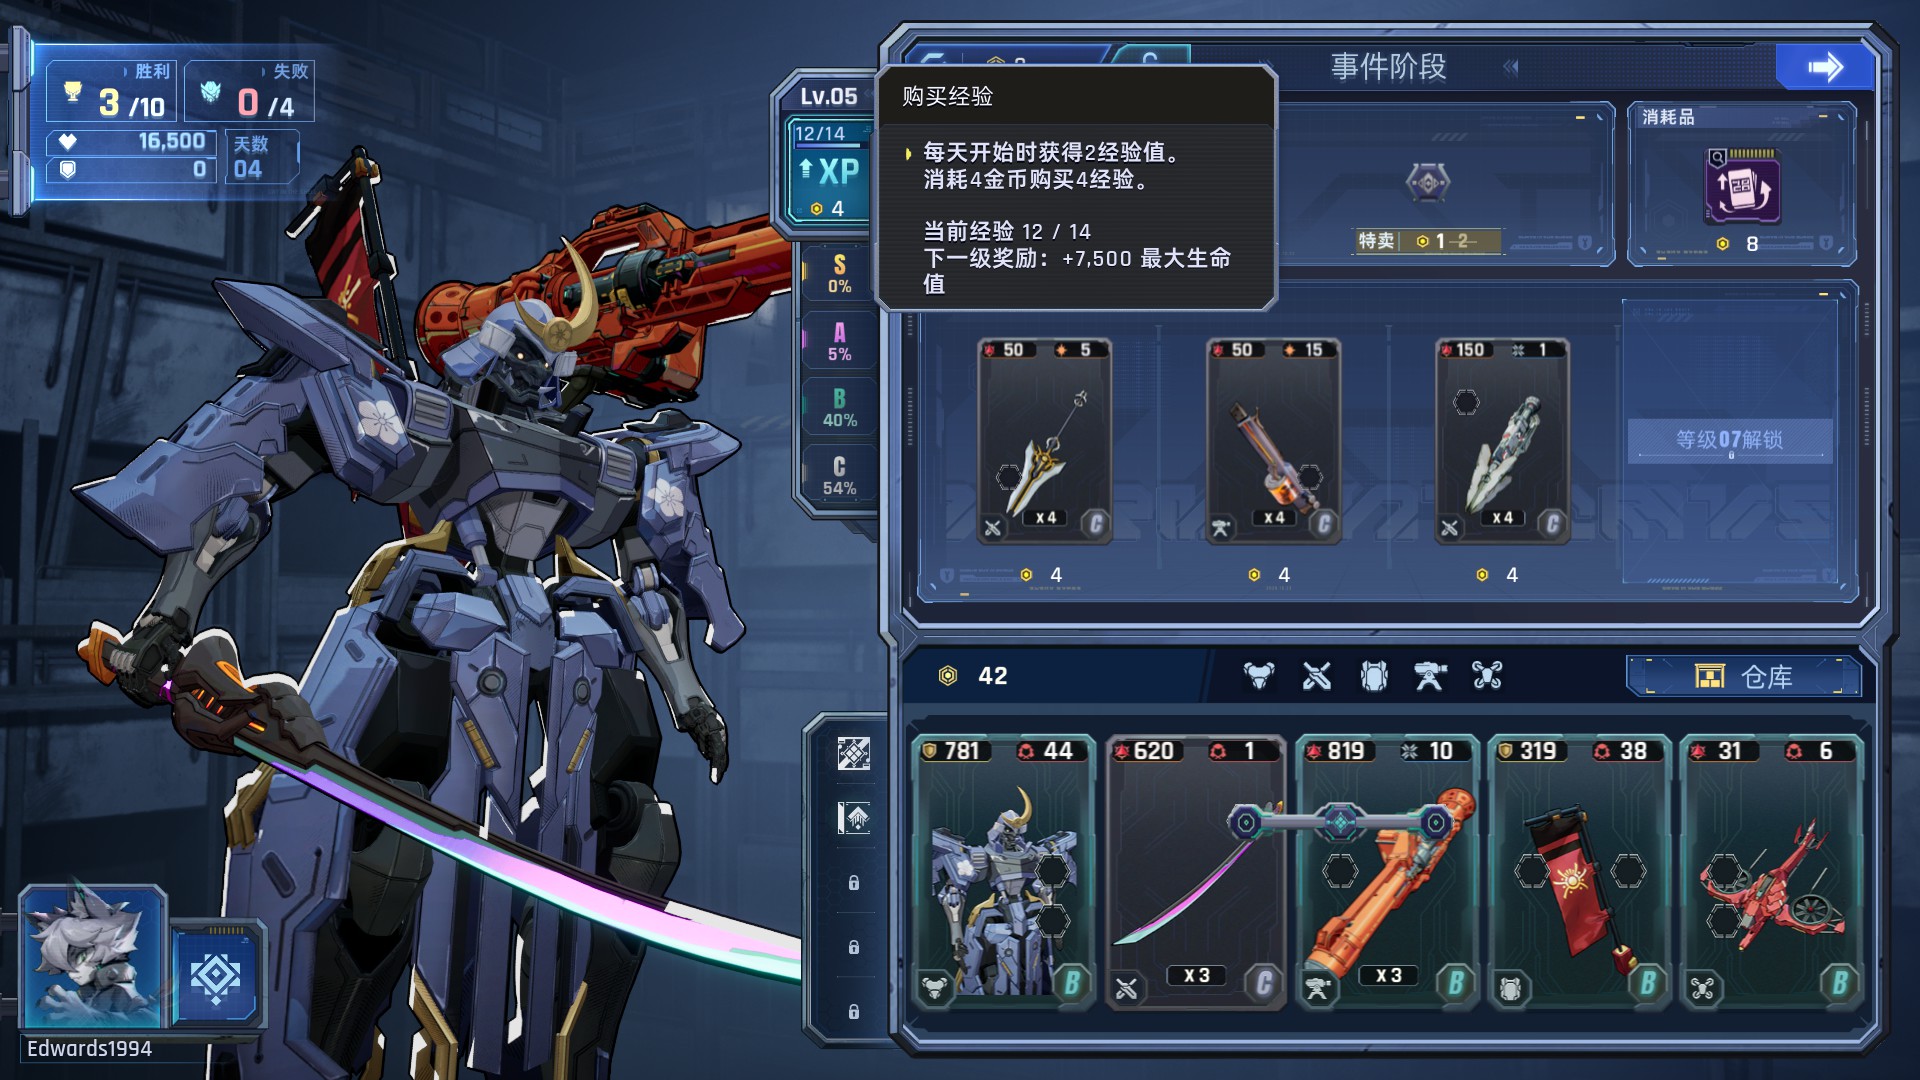 胜利
3 /10
失败
0 /4
16,500
0
天数
04
Lv.05
12/14
XP
4
S
0%
A
5%
B
40%
C
54%
购买经验
每天开始时获得2经验值。
消耗4金币购买4经验。
当前经验 12 / 14
下一级奖励：+7,500 最大生命
值
事件阶段
特卖 1 2
消耗品
8
50 5
x4 C
4
50 15
x4 C
4
150 1
x4 C
4
等级07解锁
42
仓库
781 44
B
620 1
x3 C
819 10
x3 B
319 38
B
31 6
B
Edwards1994